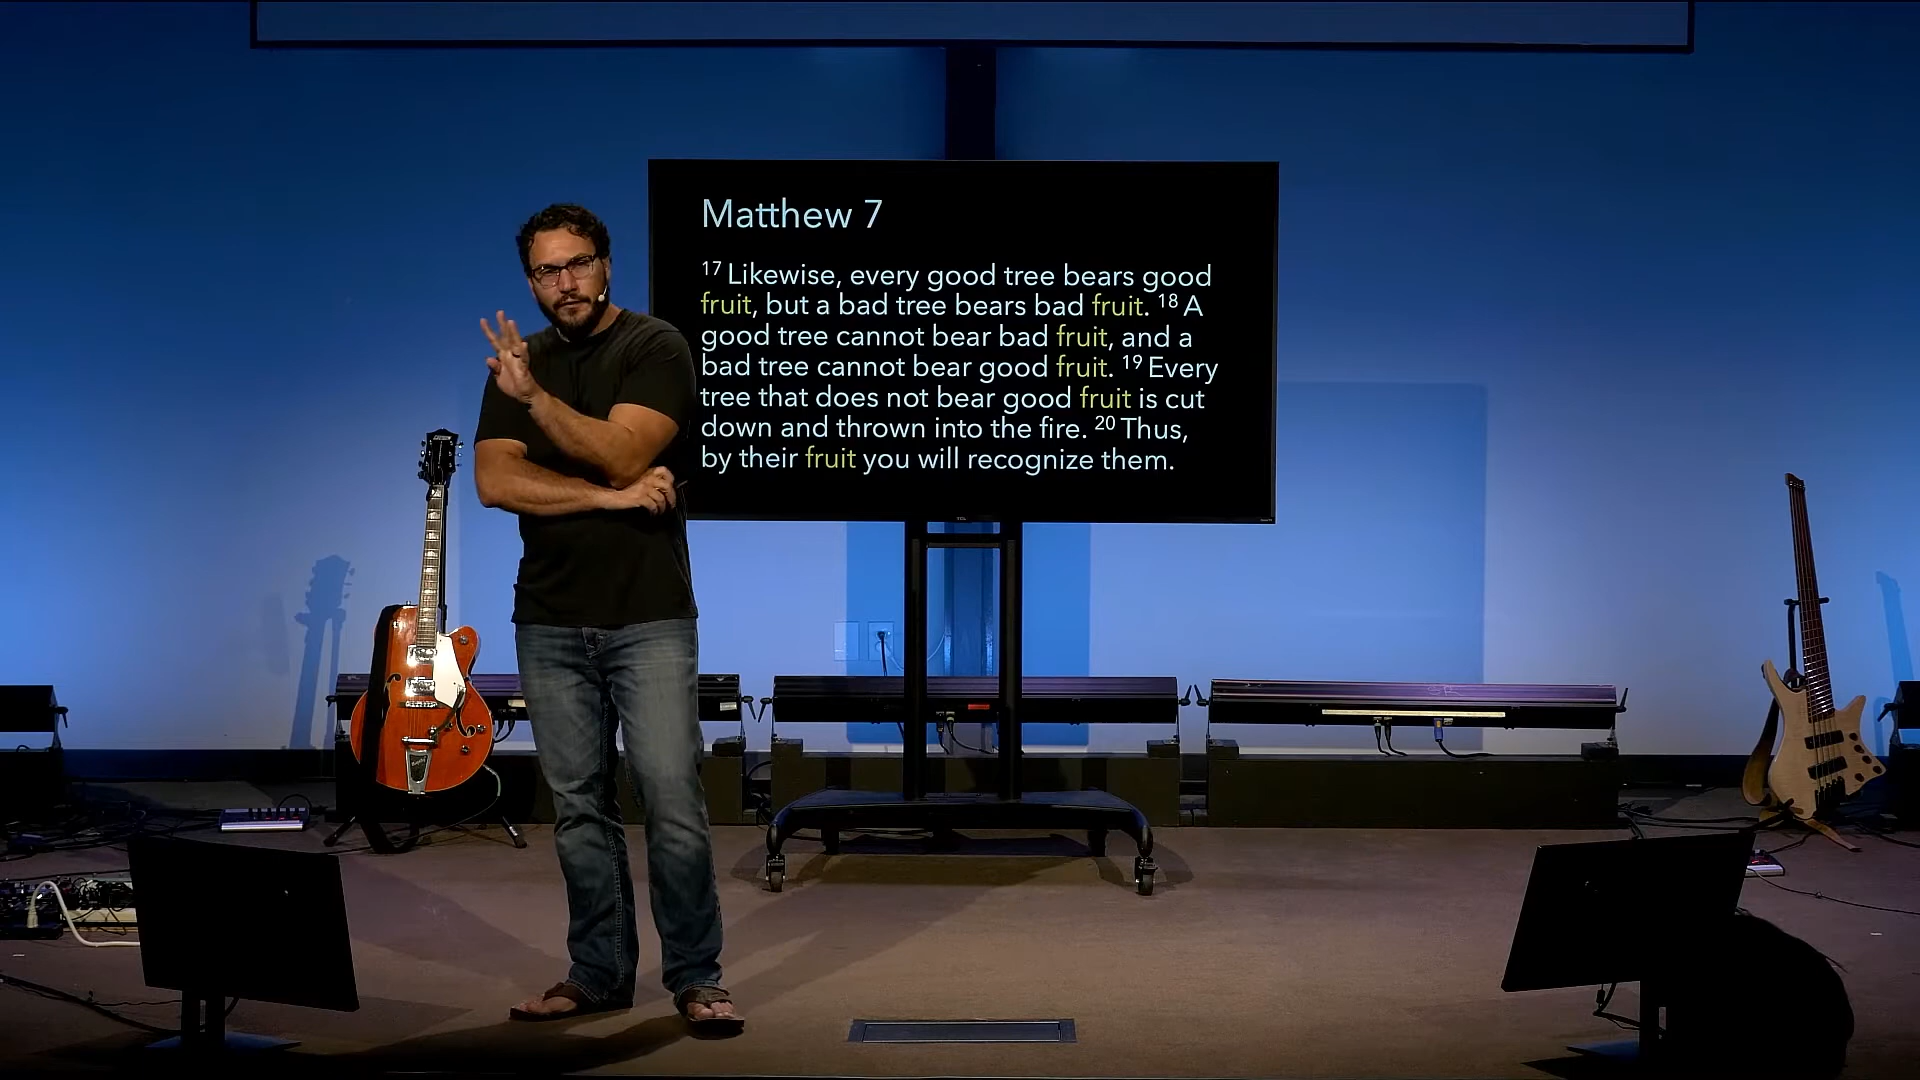 Matthew 7
17 Likewise, every good tree bears good
fruit, but a bad tree bears bad fruit. 18 A
good tree cannot bear bad fruit, and a
bad tree cannot bear good fruit. 19 Every
tree that does not bear good fruit is cut
down and thrown into the fire. 20 Thus,
by their fruit you will recognize them.
TCL